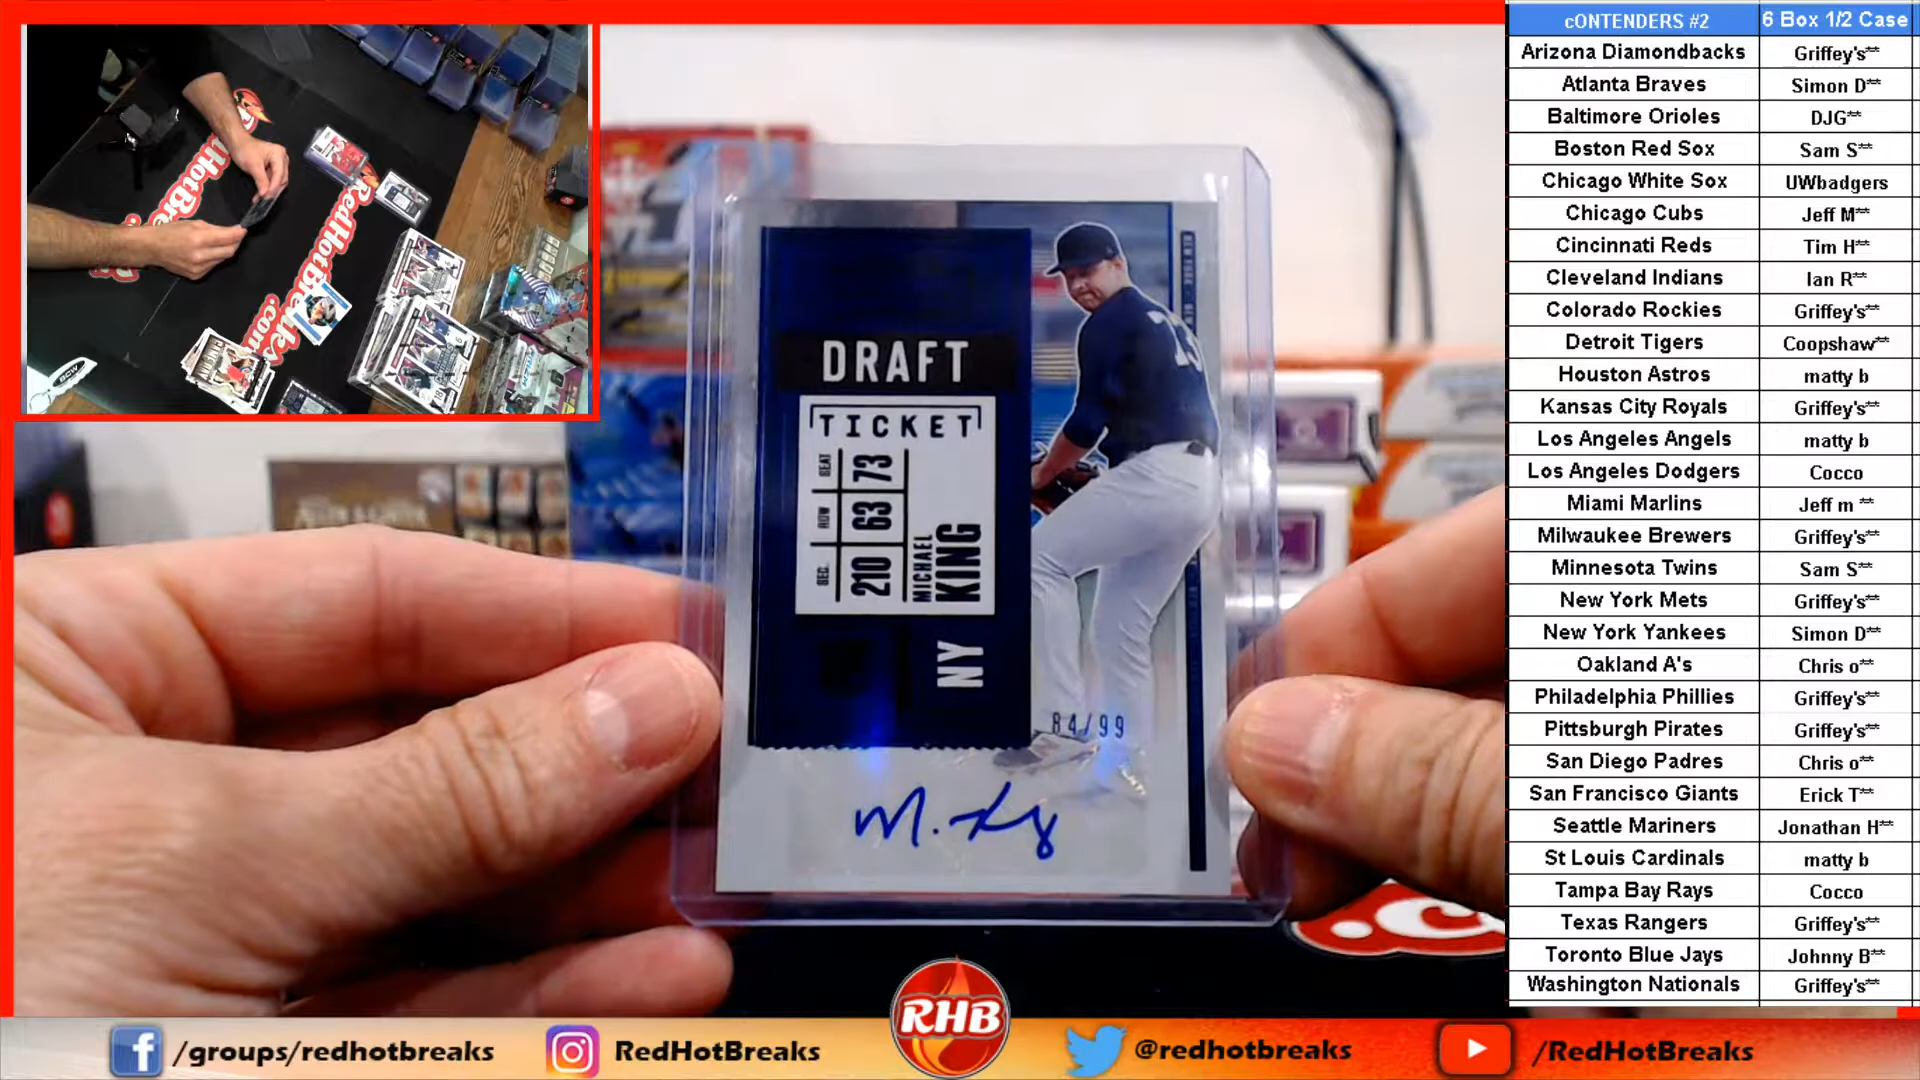 cONTENDERS #2 6 Box 1/2 Case
Arizona Diamondbacks Griffey's**
Atlanta Braves Simon D**
Baltimore Orioles DJG**
Boston Red Sox Sam S**
Chicago White Sox UWbadgers
Chicago Cubs Jeff M**
Cincinnati Reds Tim H**
Cleveland Indians Ian R**
Colorado Rockies Griffey's**
Detroit Tigers Coopshaw**
Houston Astros matty b
Kansas City Royals Griffey's**
Los Angeles Angels matty b
Los Angeles Dodgers Cocco
Miami Marlins Jeff m **
Milwaukee Brewers Griffey's**
Minnesota Twins Sam S**
New York Mets Griffey's**
New York Yankees Simon D**
Oakland A's Chris o**
Philadelphia Phillies Griffey's**
Pittsburgh Pirates Griffey's**
San Diego Padres Chris o**
San Francisco Giants Erick T**
Seattle Mariners Jonathan H**
St Louis Cardinals matty b
Tampa Bay Rays Cocco
Texas Rangers Griffey's**
Toronto Blue Jays Johnny B**
Washington Nationals Griffey's**
DRAFT
TICKET
SEC. ROW SEAT
210 63 73
MICHAEL
KING
NY
73
84/99
M. King
RedHotBreaks
.com
BCW
RHB
/groups/redhotbreaks
RedHotBreaks
@redhotbreaks
/RedHotBreaks